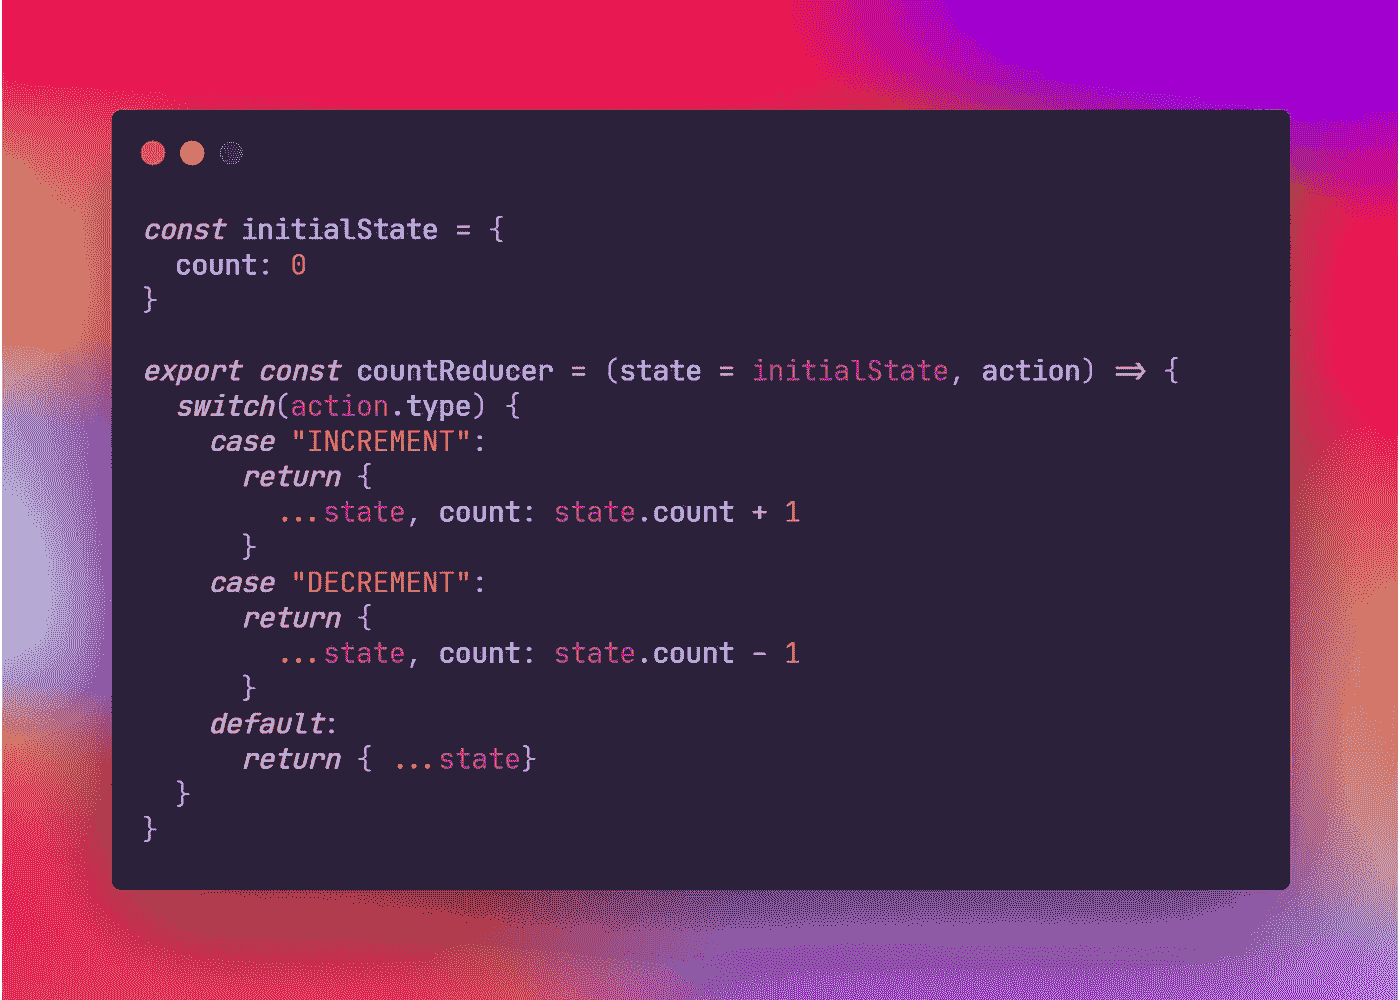 const initialState = {
  count: 0
}

export const countReducer = (state = initialState, action) => {
  switch(action.type) {
    case "INCREMENT":
      return {
        ...state, count: state.count + 1
      }
    case "DECREMENT":
      return {
        ...state, count: state.count - 1
      }
    default:
      return { ...state}
  }
}